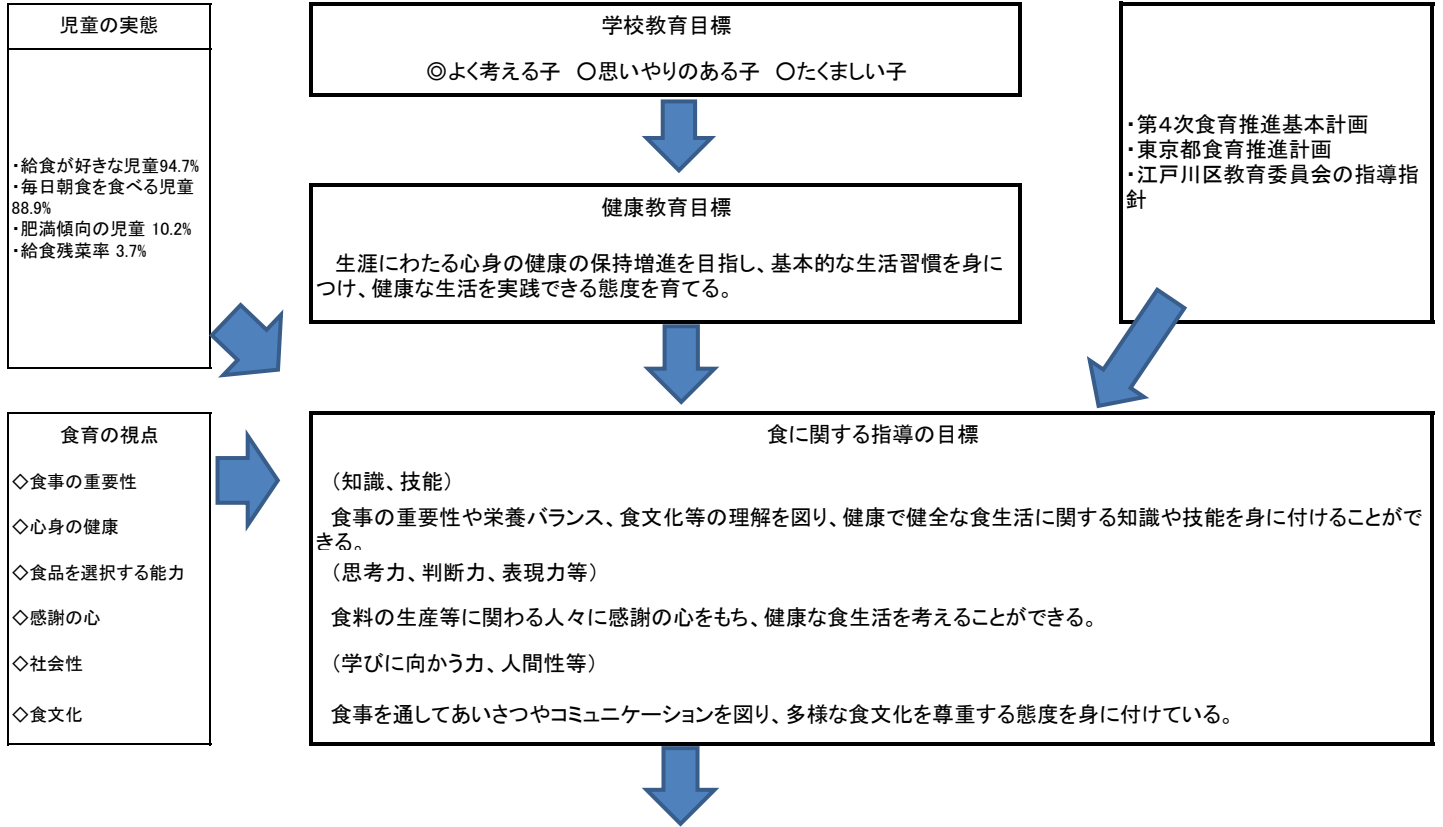 児童の実態
・給食が好きな児童94.7%
・毎日朝食を食べる児童
88.9%
・肥満傾向の児童 10.2%
・給食残菜率 3.7%
学校教育目標
◎よく考える子 〇思いやりのある子 〇たくましい子
健康教育目標
生涯にわたる心身の健康の保持増進を目指し、基本的な生活習慣を身に
つけ、健康な生活を実践できる態度を育てる。
・第4次食育推進基本計画
・東京都食育推進計画
・江戸川区教育委員会の指導指
針
食育の視点
◇食事の重要性
◇心身の健康
◇食品を選択する能力
◇感謝の心
◇社会性
◇食文化
食に関する指導の目標
（知識、技能）
食事の重要性や栄養バランス、食文化等の理解を図り、健康で健全な食生活に関する知識や技能を身に付けることがで
きる。
（思考力、判断力、表現力等）
食料の生産等に関わる人々に感謝の心をもち、健康な食生活を考えることができる。
（学びに向かう力、人間性等）
食事を通してあいさつやコミュニケーションを図り、多様な食文化を尊重する態度を身に付けている。